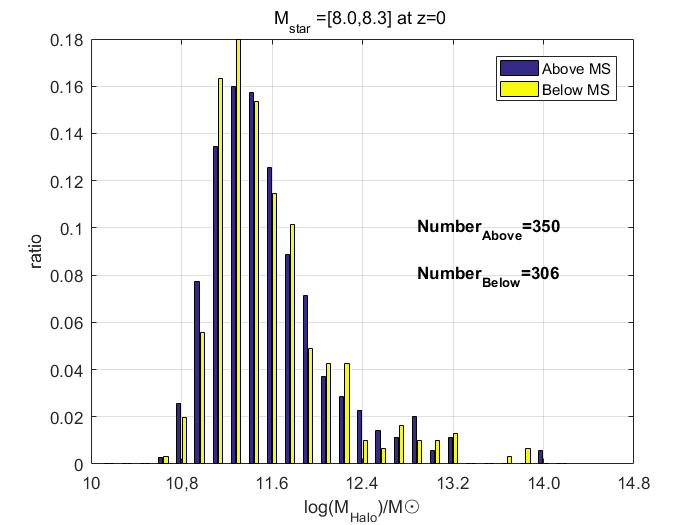 M_star =[8.0,8.3] at z=0
0.18
0.16
0.14
0.12
0.1
0.08
0.06
0.04
0.02
0
ratio
Above MS
Below MS
Number_Above=350
Number_Below=306
10 10,8 11.6 12.4 13.2 14.0 14.8
log(M_Halo)/M☉